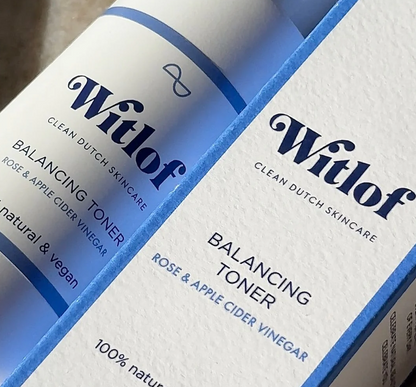 Witlof
CLEAN DUTCH SKINCARE
BALANCING TONER
ROSE & APPLE CIDER VINEGAR
natural & vegan
Witlof
CLEAN DUTCH SKINCARE
BALANCING
TONER
ROSE & APPLE CIDER VINEGAR
100% natur